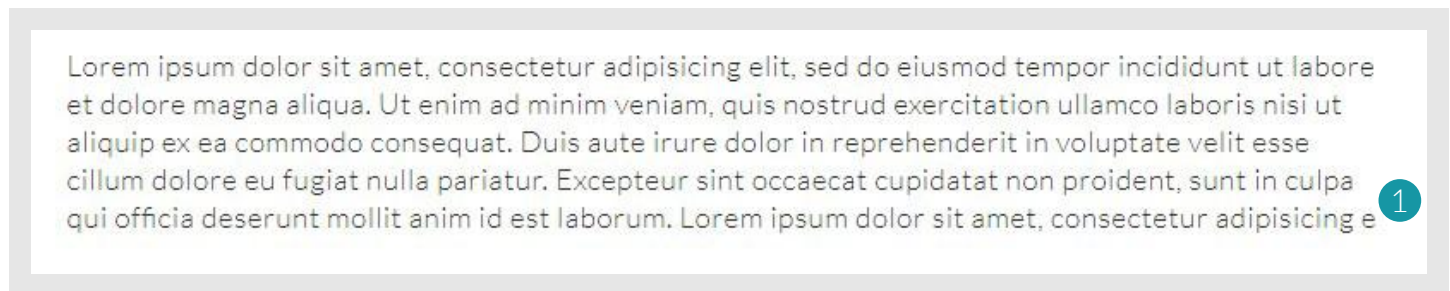 Lorem ipsum dolor sit amet, consectetur adipisicing elit, sed do eiusmod tempor incididunt ut labore
et dolore magna aliqua. Ut enim ad minim veniam, quis nostrud exercitation ullamco laboris nisi ut
aliquip ex ea commodo consequat. Duis aute irure dolor in reprehenderit in voluptate velit esse
cillum dolore eu fugiat nulla pariatur. Excepteur sint occaecat cupidatat non proident, sunt in culpa
qui officia deserunt mollit anim id est laborum. Lorem ipsum dolor sit amet, consectetur adipisicing e
1